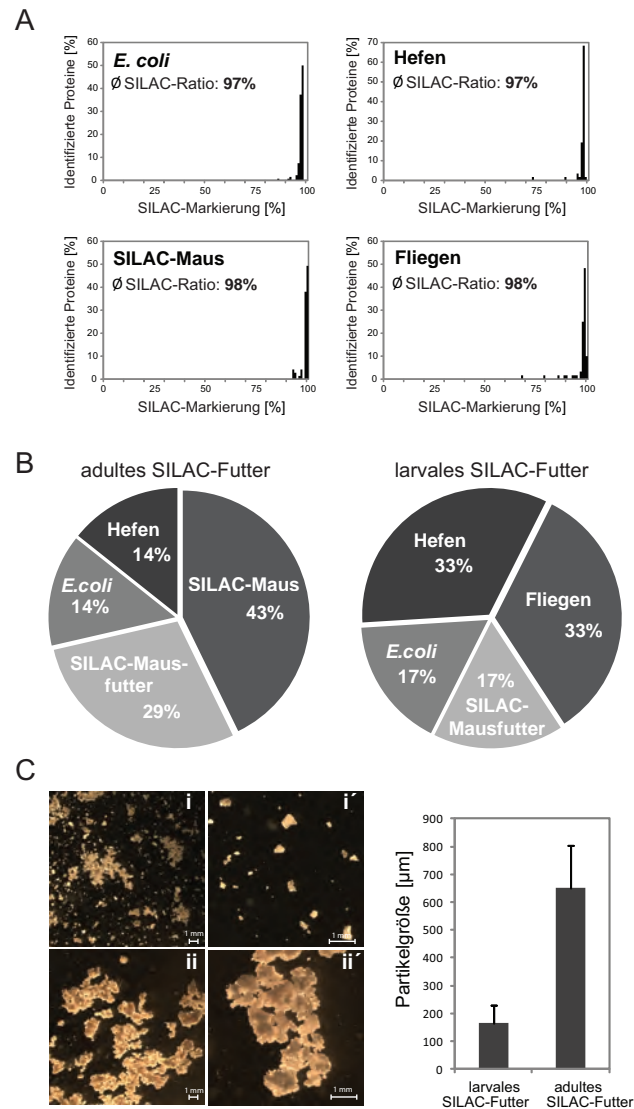 A
Identifizierte Proteine [%]
60
50
40
30
20
10
0
E. coli
Ø SILAC-Ratio: 97%
0
25
50
75
100
SILAC-Markierung [%]
Identifizierte Proteine [%]
70
60
50
40
30
20
10
0
Hefen
Ø SILAC-Ratio: 97%
0
25
50
75
100
SILAC-Markierung [%]
Identifizierte Proteine [%]
60
50
40
30
20
10
0
SILAC-Maus
Ø SILAC-Ratio: 98%
0
25
50
75
100
SILAC-Markierung [%]
Identifizierte Proteine [%]
60
50
40
30
20
10
0
Fliegen
Ø SILAC-Ratio: 98%
0
25
50
75
100
SILAC-Markierung [%]
B
adultes SILAC-Futter
Hefen
14%
E.coli
14%
SILAC-Maus
43%
SILAC-Maus-
futter
29%
larvales SILAC-Futter
Hefen
33%
Fliegen
33%
E.coli
17%
17%
SILAC-
Mausfutter
C
i
1 mm
i´
1 mm
ii
1 mm
ii´
1 mm
Partikelgröße [µm]
900
800
700
600
500
400
300
200
100
0
larvales
SILAC-Futter
adultes
SILAC-Futter